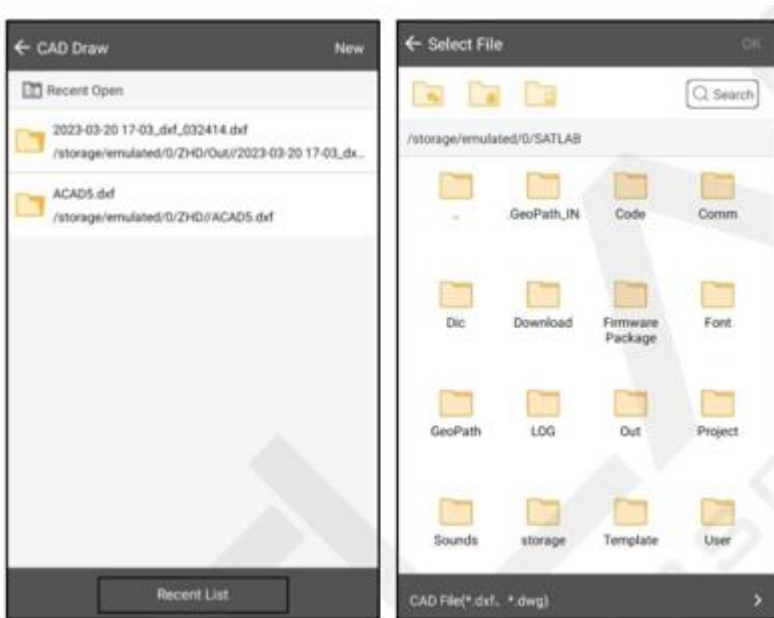 CAD Draw
New
Recent Open
2023-03-20 17-03_dxf_032414.dxf
/storage/emulated/0/ZHD/Out//2023-03-20 17-03_dx...
ACAD5.dxf
/storage/emulated/0/ZHD//ACAD5.dxf
Recent List
Select File
OK
Search
/storage/emulated/0/SATLAB
..
.GeoPath_IN
Code
Comm
Dic
Download
Firmware
Package
Font
GeoPath
LOG
Out
Project
Sounds
storage
Template
User
CAD File(*.dxf、*.dwg)